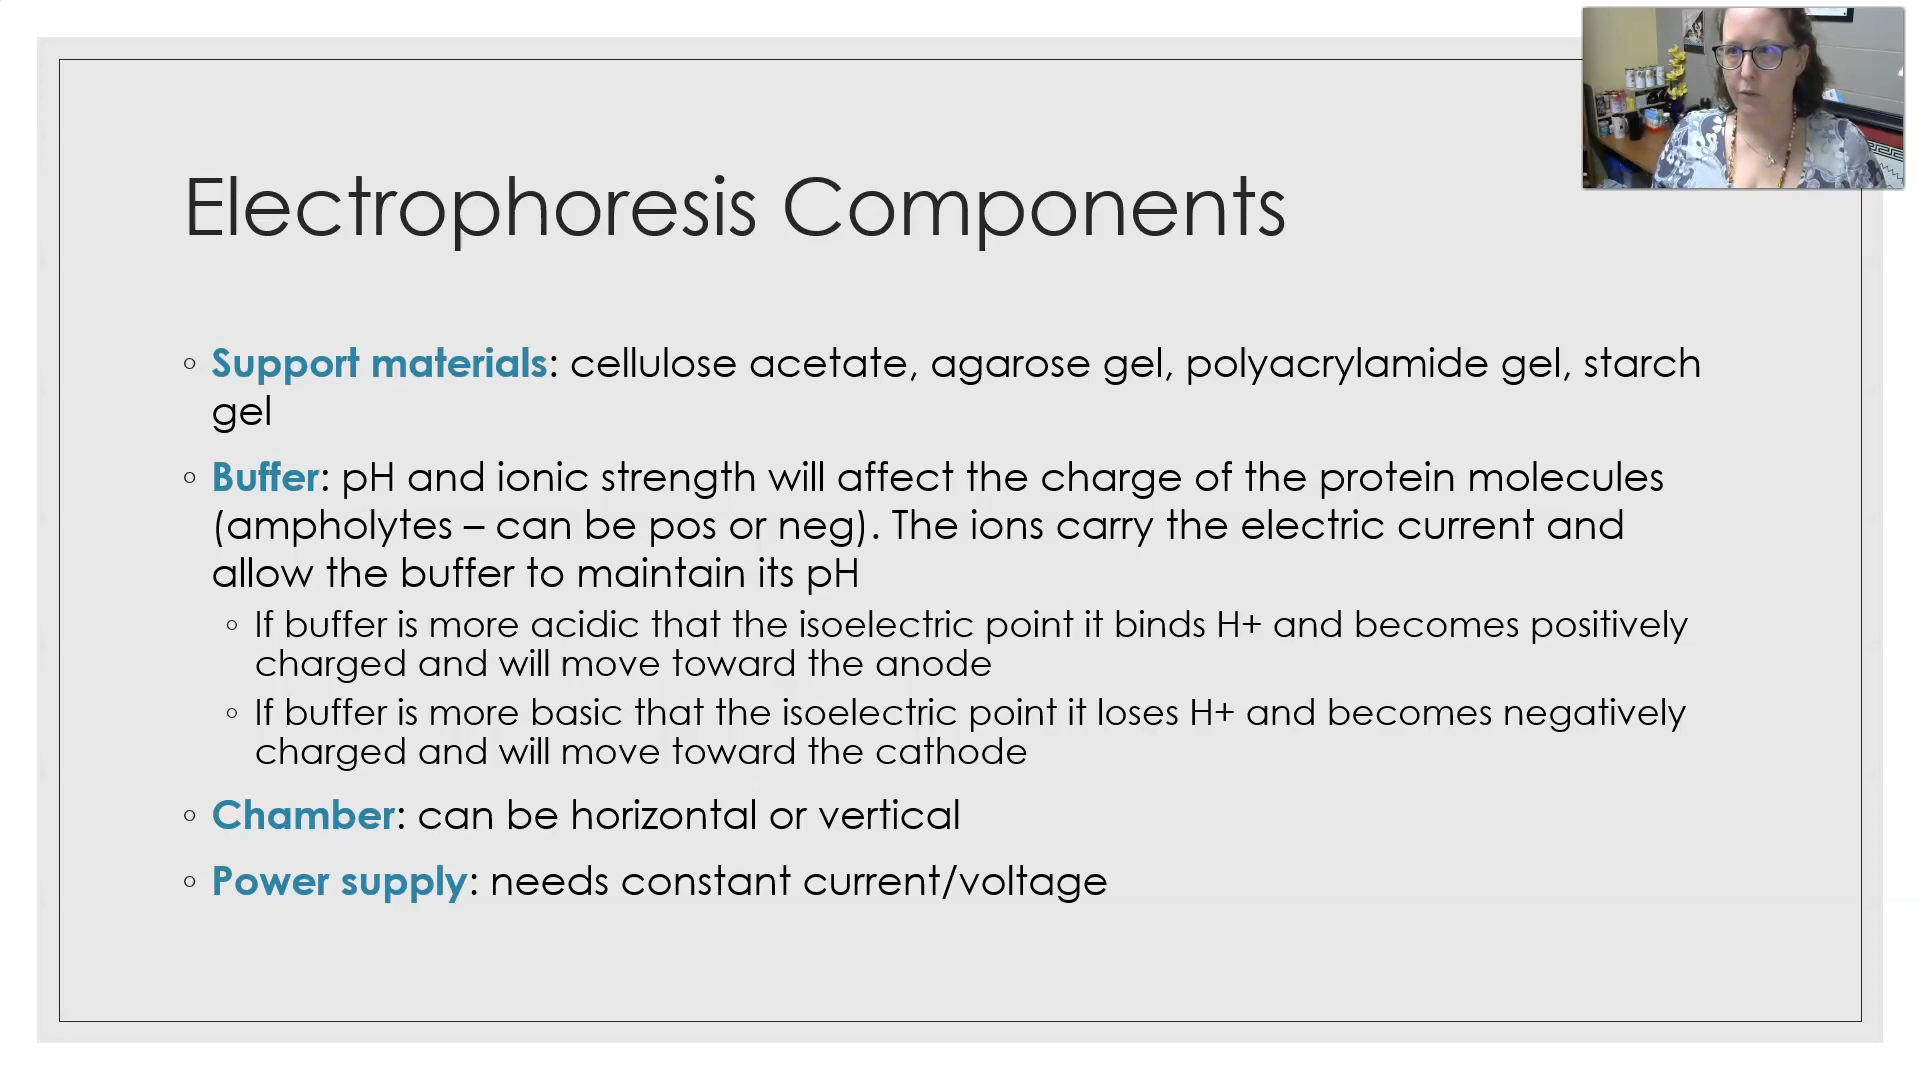 Electrophoresis Components
◦ Support materials: cellulose acetate, agarose gel, polyacrylamide gel, starch
gel
◦ Buffer: pH and ionic strength will affect the charge of the protein molecules
(ampholytes – can be pos or neg). The ions carry the electric current and
allow the buffer to maintain its pH
◦ If buffer is more acidic that the isoelectric point it binds H+ and becomes positively
charged and will move toward the anode
◦ If buffer is more basic that the isoelectric point it loses H+ and becomes negatively
charged and will move toward the cathode
◦ Chamber: can be horizontal or vertical
◦ Power supply: needs constant current/voltage